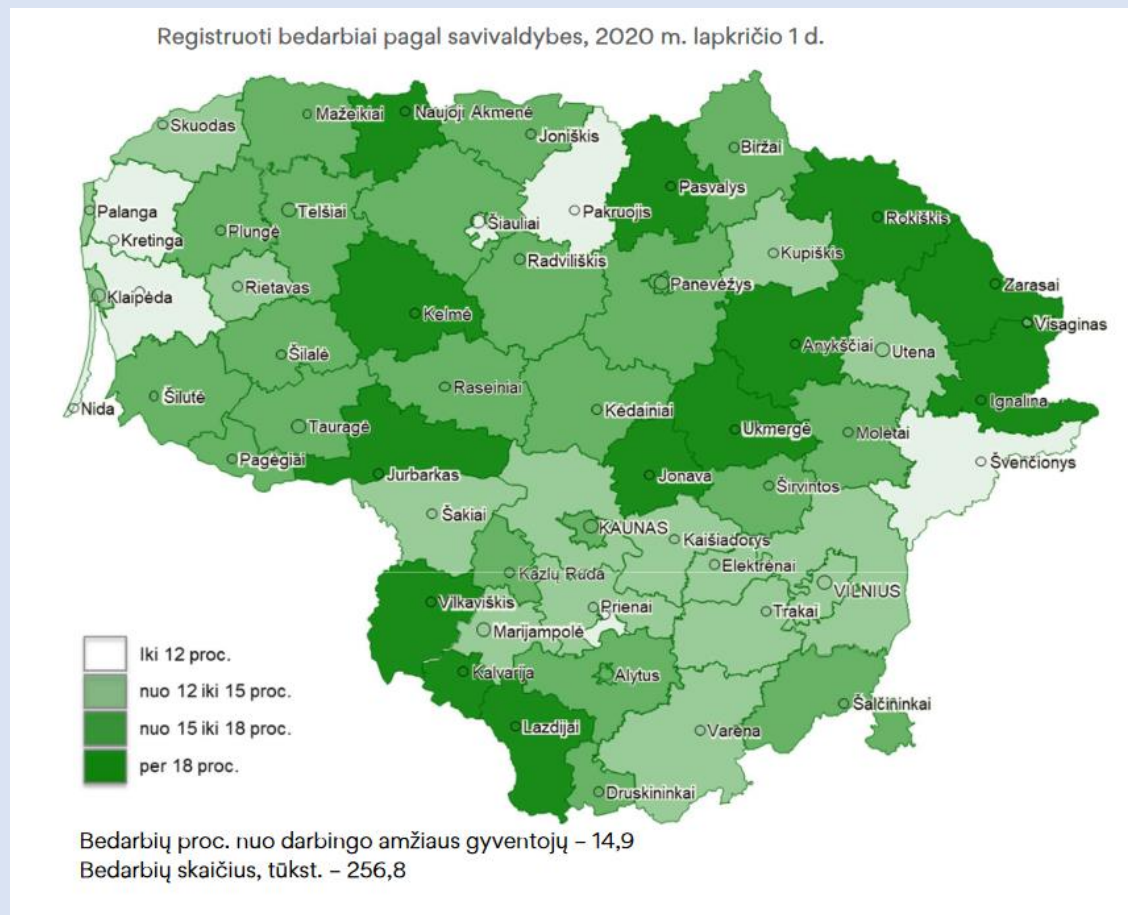 Registruoti bedarbiai pagal savivaldybes, 2020 m. lapkričio 1 d.
Skuodas
Mažeikiai
Naujoji Akmenė
Joniškis
Biržai
Pasvalys
Palanga
Kretinga
Plungė
Telšiai
Šiauliai
Pakruojis
Rokiškis
Radviliškis
Kupiškis
Klaipėda
Rietavas
Panevėžys
Zarasai
Kelmė
Visaginas
Šilalė
Anykščiai
Utena
Šilutė
Raseiniai
Ignalina
Nida
Tauragė
Kėdainiai
Ukmergė
Molėtai
Pagėgiai
Jurbarkas
Jonava
Švenčionys
Širvintos
Šakiai
KAUNAS
Kaišiadorys
Elektrėnai
Kazlų Rūda
VILNIUS
Vilkaviškis
Prienai
Trakai
Marijampolė
Kalvarija
Alytus
Šalčininkai
Lazdijai
Varėna
Druskininkai
Iki 12 proc.
nuo 12 iki 15 proc.
nuo 15 iki 18 proc.
per 18 proc.
Bedarbių proc. nuo darbingo amžiaus gyventojų – 14,9
Bedarbių skaičius, tūkst. – 256,8